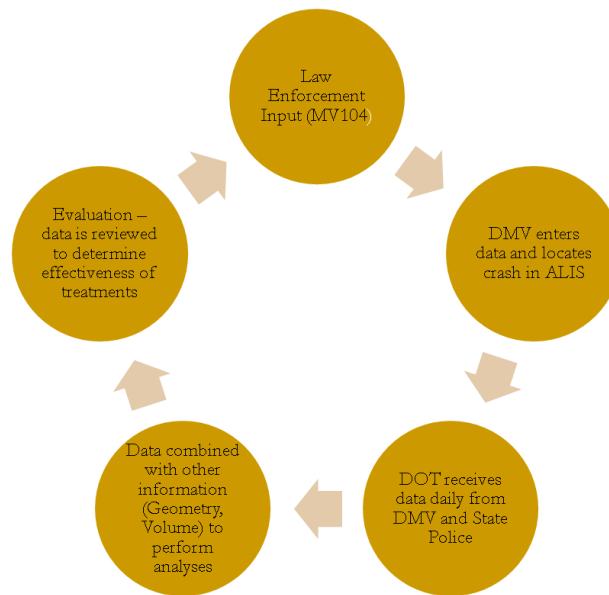 Law
Enforcement
Input (MV104)
DMV enters
data and locates
crash in ALIS
DOT receives
data daily from
DMV and State
Police
Data combined
with other
information
(Geometry,
Volume) to
perform
analyses
Evaluation –
data is reviewed
to determine
effectiveness of
treatments